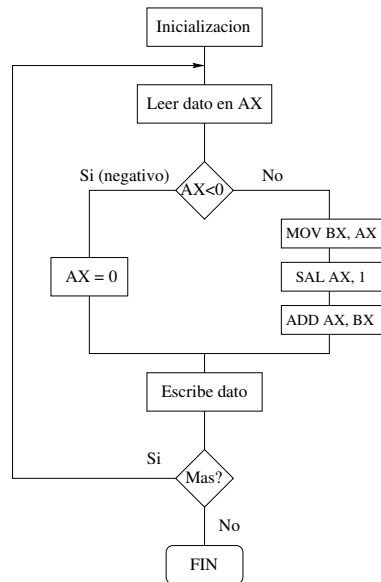 Inicializacion
Leer dato en AX
Si (negativo)
AX<0
No
MOV BX, AX
AX = 0
SAL AX, 1
ADD AX, BX
Escribe dato
Si
Mas?
No
FIN